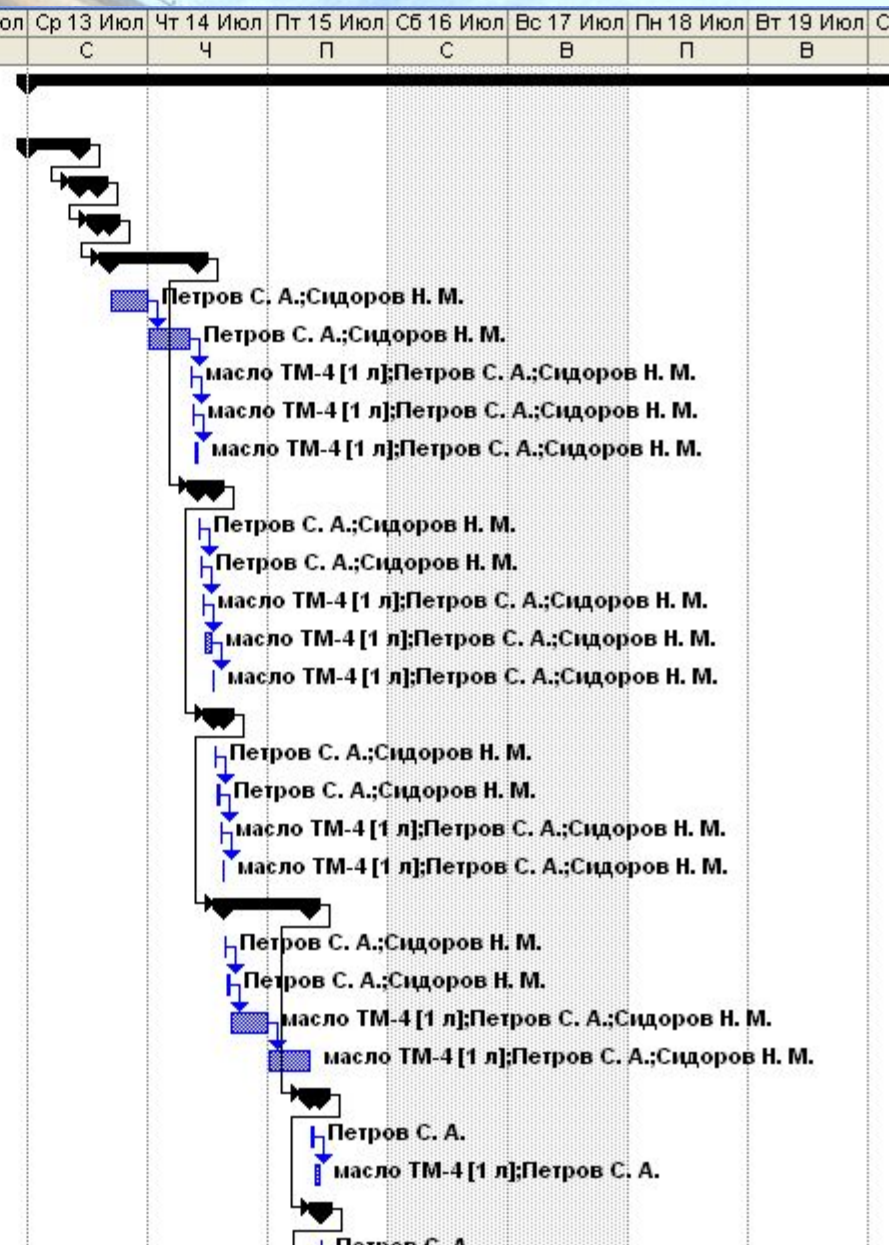 ол Ср 13 Июл Чт 14 Июл Пт 15 Июл Сб 16 Июл Вс 17 Июл Пн 18 Июл Вт 19 Июл С
С Ч П С В П В
Петров С. А.;Сидоров Н. М.
Петров С. А.;Сидоров Н. М.
масло ТМ-4 [1 л];Петров С. А.;Сидоров Н. М.
масло ТМ-4 [1 л];Петров С. А.;Сидоров Н. М.
масло ТМ-4 [1 л];Петров С. А.;Сидоров Н. М.
Петров С. А.;Сидоров Н. М.
Петров С. А.;Сидоров Н. М.
масло ТМ-4 [1 л];Петров С. А.;Сидоров Н. М.
масло ТМ-4 [1 л];Петров С. А.;Сидоров Н. М.
масло ТМ-4 [1 л];Петров С. А.;Сидоров Н. М.
Петров С. А.;Сидоров Н. М.
Петров С. А.;Сидоров Н. М.
масло ТМ-4 [1 л];Петров С. А.;Сидоров Н. М.
масло ТМ-4 [1 л];Петров С. А.;Сидоров Н. М.
Петров С. А.;Сидоров Н. М.
Петров С. А.;Сидоров Н. М.
масло ТМ-4 [1 л];Петров С. А.;Сидоров Н. М.
масло ТМ-4 [1 л];Петров С. А.;Сидоров Н. М.
Петров С. А.
масло ТМ-4 [1 л];Петров С. А.
Петров С. А.